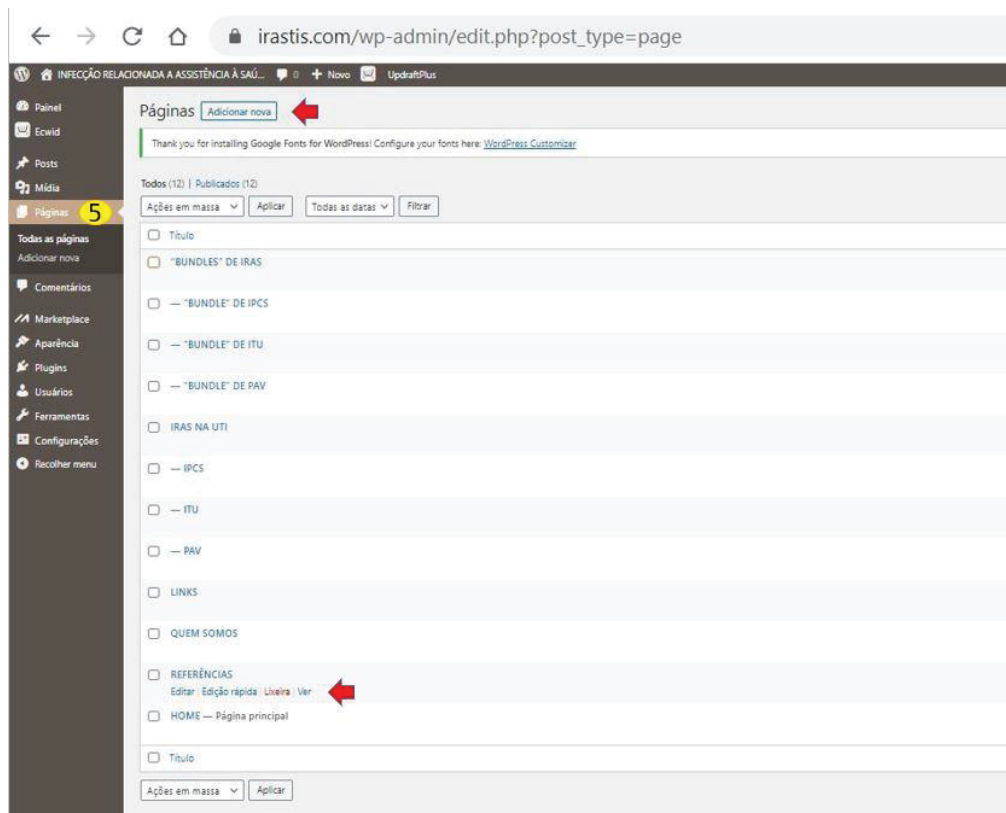 irastis.com/wp-admin/edit.php?post_type=page
INFECÇÃO RELACIONADA A ASSISTÊNCIA À SAÚ... 0 + Novo UpdraftPlus
Painel
Ecwid
Posts
Mídia
Páginas 5
Todas as páginas
Adicionar nova
Comentários
Marketplace
Aparência
Plugins
Usuários
Ferramentas
Configurações
Recolher menu
Páginas Adicionar nova
Thank you for installing Google Fonts for WordPress! Configure your fonts here: WordPress Customizer
Todos (12) | Publicados (12)
Ações em massa Aplicar Todas as datas Filtrar
Título
"BUNDLES" DE IRAS
— "BUNDLE" DE IPCS
— "BUNDLE" DE ITU
— "BUNDLE" DE PAV
IRAS NA UTI
— IPCS
— ITU
— PAV
LINKS
QUEM SOMOS
REFERÊNCIAS
Editar | Edição rápida | Lixeira | Ver
HOME — Página principal
Título
Ações em massa Aplicar